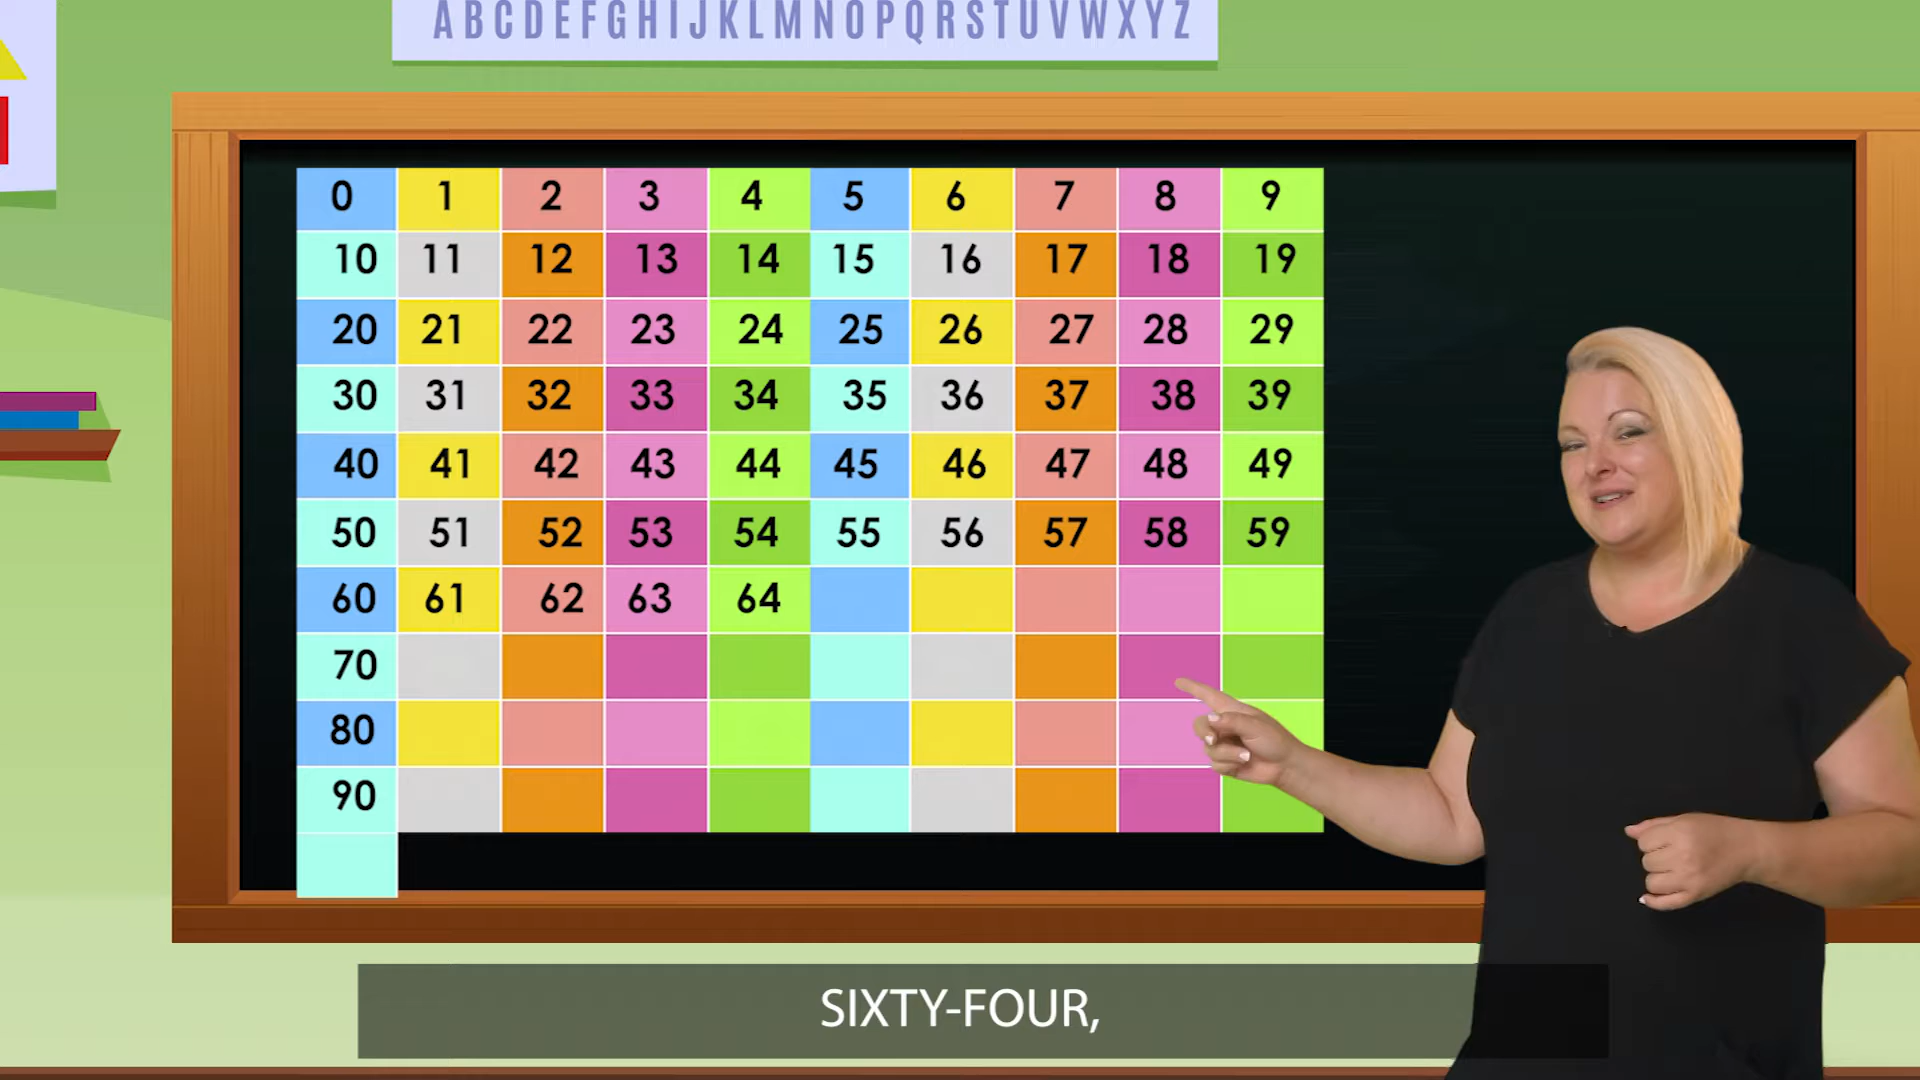 ABCDEFGHIJKLMNOPQRSTUVWXYZ
0 1 2 3 4 5 6 7 8 9
10 11 12 13 14 15 16 17 18 19
20 21 22 23 24 25 26 27 28 29
30 31 32 33 34 35 36 37 38 39
40 41 42 43 44 45 46 47 48 49
50 51 52 53 54 55 56 57 58 59
60 61 62 63 64
70
80
90
SIXTY-FOUR,